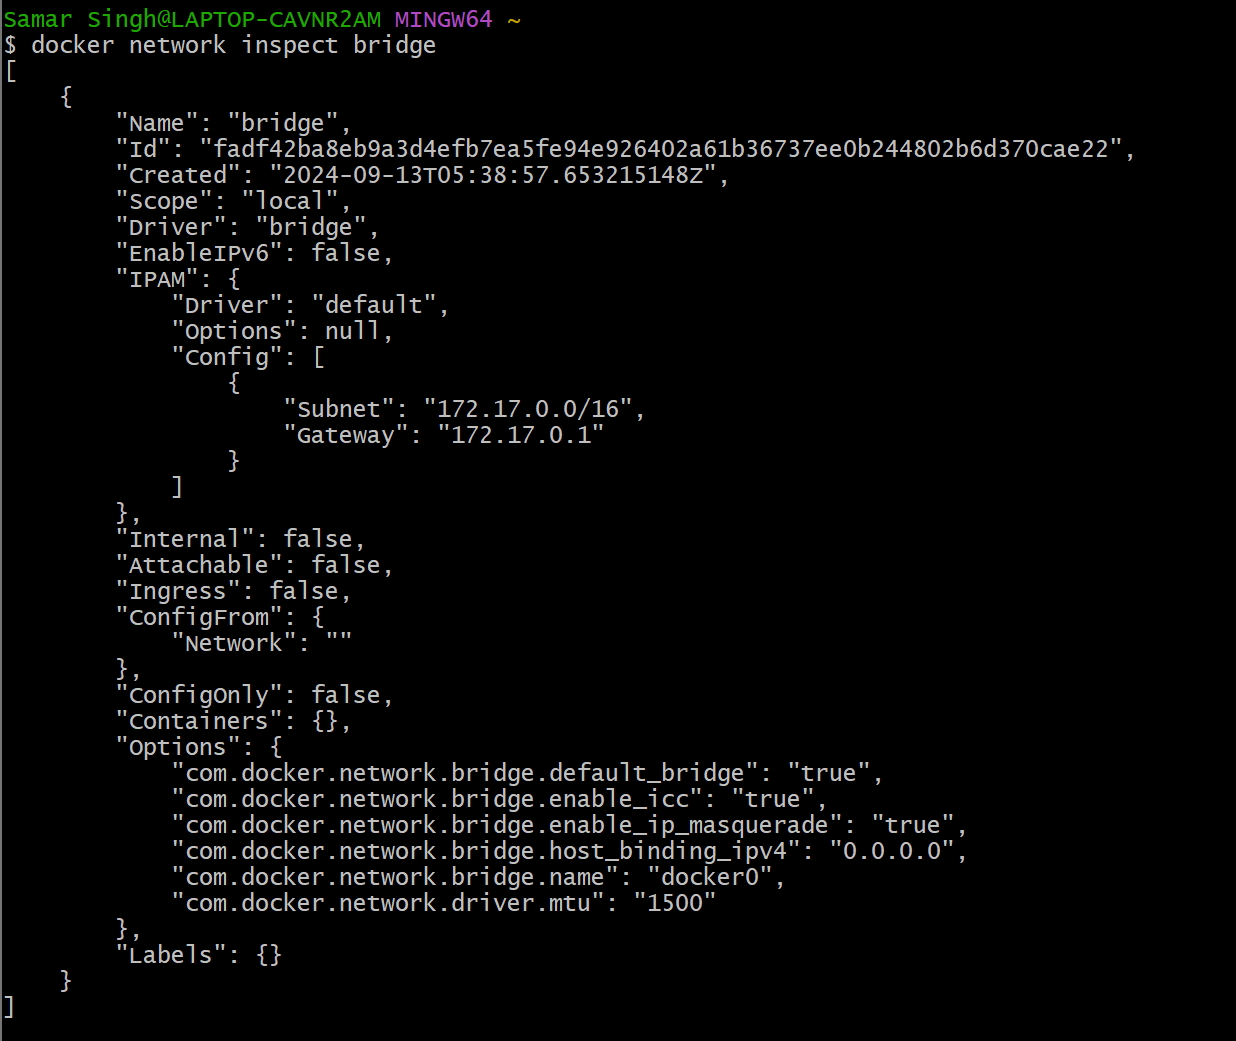 Samar Singh@LAPTOP-CAVNR2AM MINGW64 ~
$ docker network inspect bridge
[
    {
        "Name": "bridge",
        "Id": "fadf42ba8eb9a3d4efb7ea5fe94e926402a61b36737ee0b244802b6d370cae22",
        "Created": "2024-09-13T05:38:57.653215148Z",
        "Scope": "local",
        "Driver": "bridge",
        "EnableIPv6": false,
        "IPAM": {
            "Driver": "default",
            "Options": null,
            "Config": [
                {
                    "Subnet": "172.17.0.0/16",
                    "Gateway": "172.17.0.1"
                }
            ]
        },
        "Internal": false,
        "Attachable": false,
        "Ingress": false,
        "ConfigFrom": {
            "Network": ""
        },
        "ConfigOnly": false,
        "Containers": {},
        "Options": {
            "com.docker.network.bridge.default_bridge": "true",
            "com.docker.network.bridge.enable_icc": "true",
            "com.docker.network.bridge.enable_ip_masquerade": "true",
            "com.docker.network.bridge.host_binding_ipv4": "0.0.0.0",
            "com.docker.network.bridge.name": "docker0",
            "com.docker.network.driver.mtu": "1500"
        },
        "Labels": {}
    }
]